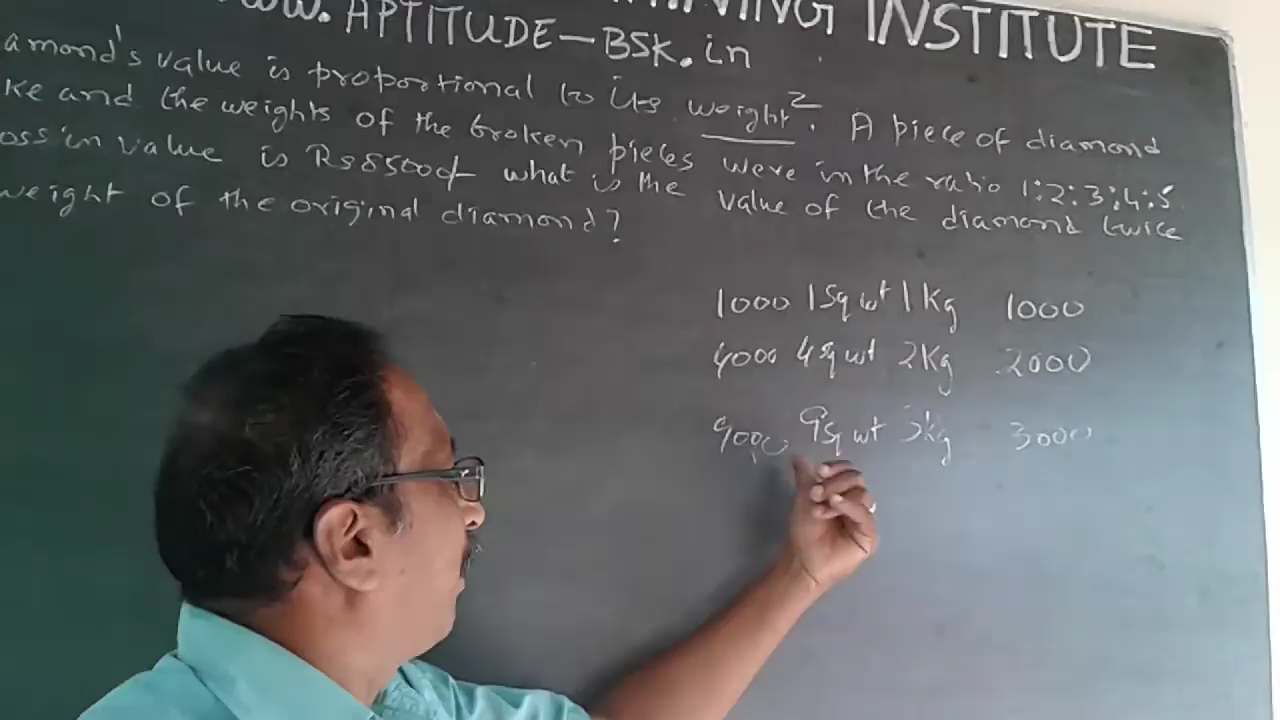 INSTITUTE
APTITUDE-BSK.in
amond's value is proportional to its weight². A piece of diamond
ke and the weights of the broken pieces were in the ratio 1:2:3:4:5
oss in value is Rs 85000/- what is the value of the diamond twice
weight of the original diamond?
1000 1sq wt 1Kg 1000
4000 4sq wt 2Kg 2000
9000 9sq wt 3kg 3000